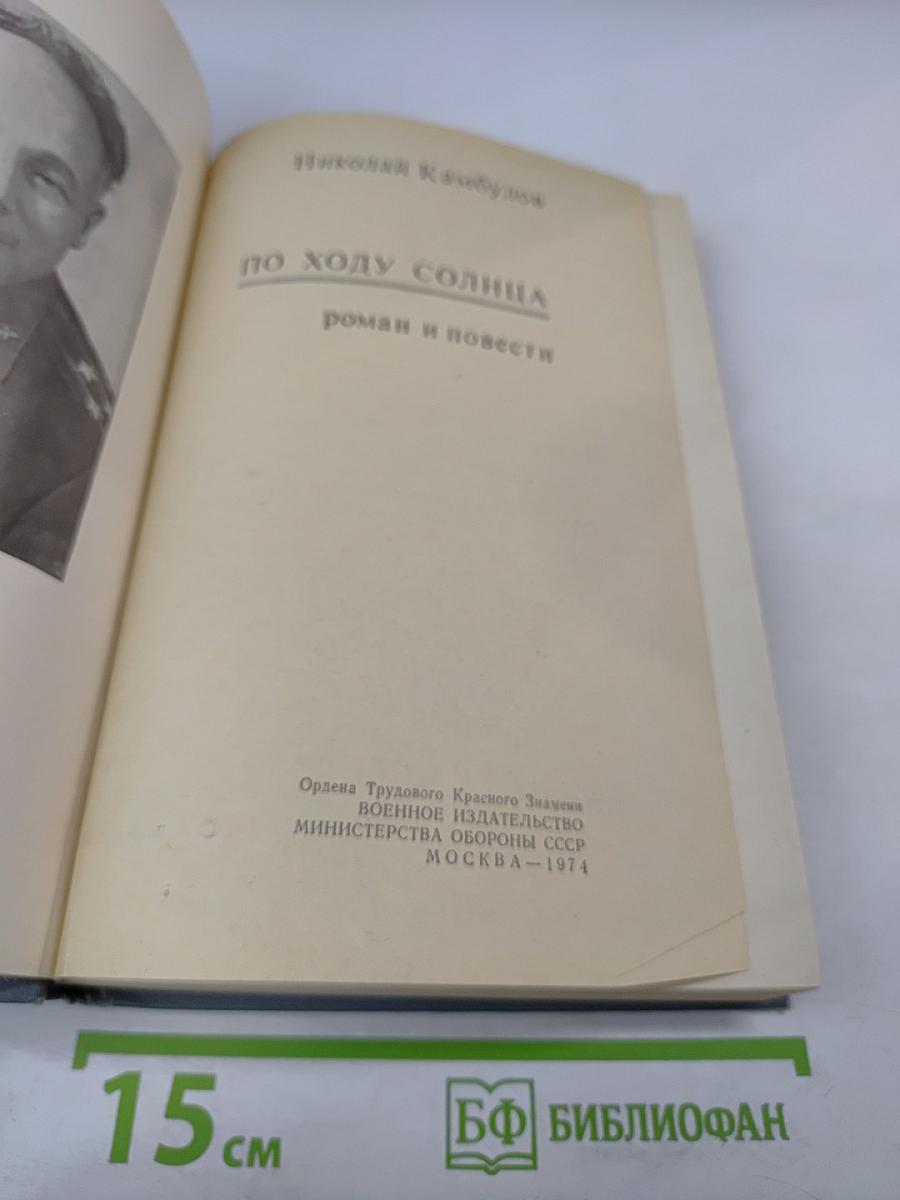 Николай Камбулов
ПО ХОДУ СОЛНЦА
роман и повести
Ордена Трудового Красного Знамени
ВОЕННОЕ ИЗДАТЕЛЬСТВО
МИНИСТЕРСТВА ОБОРОНЫ СССР
МОСКВА — 1974
15 см
БФ БИБЛИОФАН